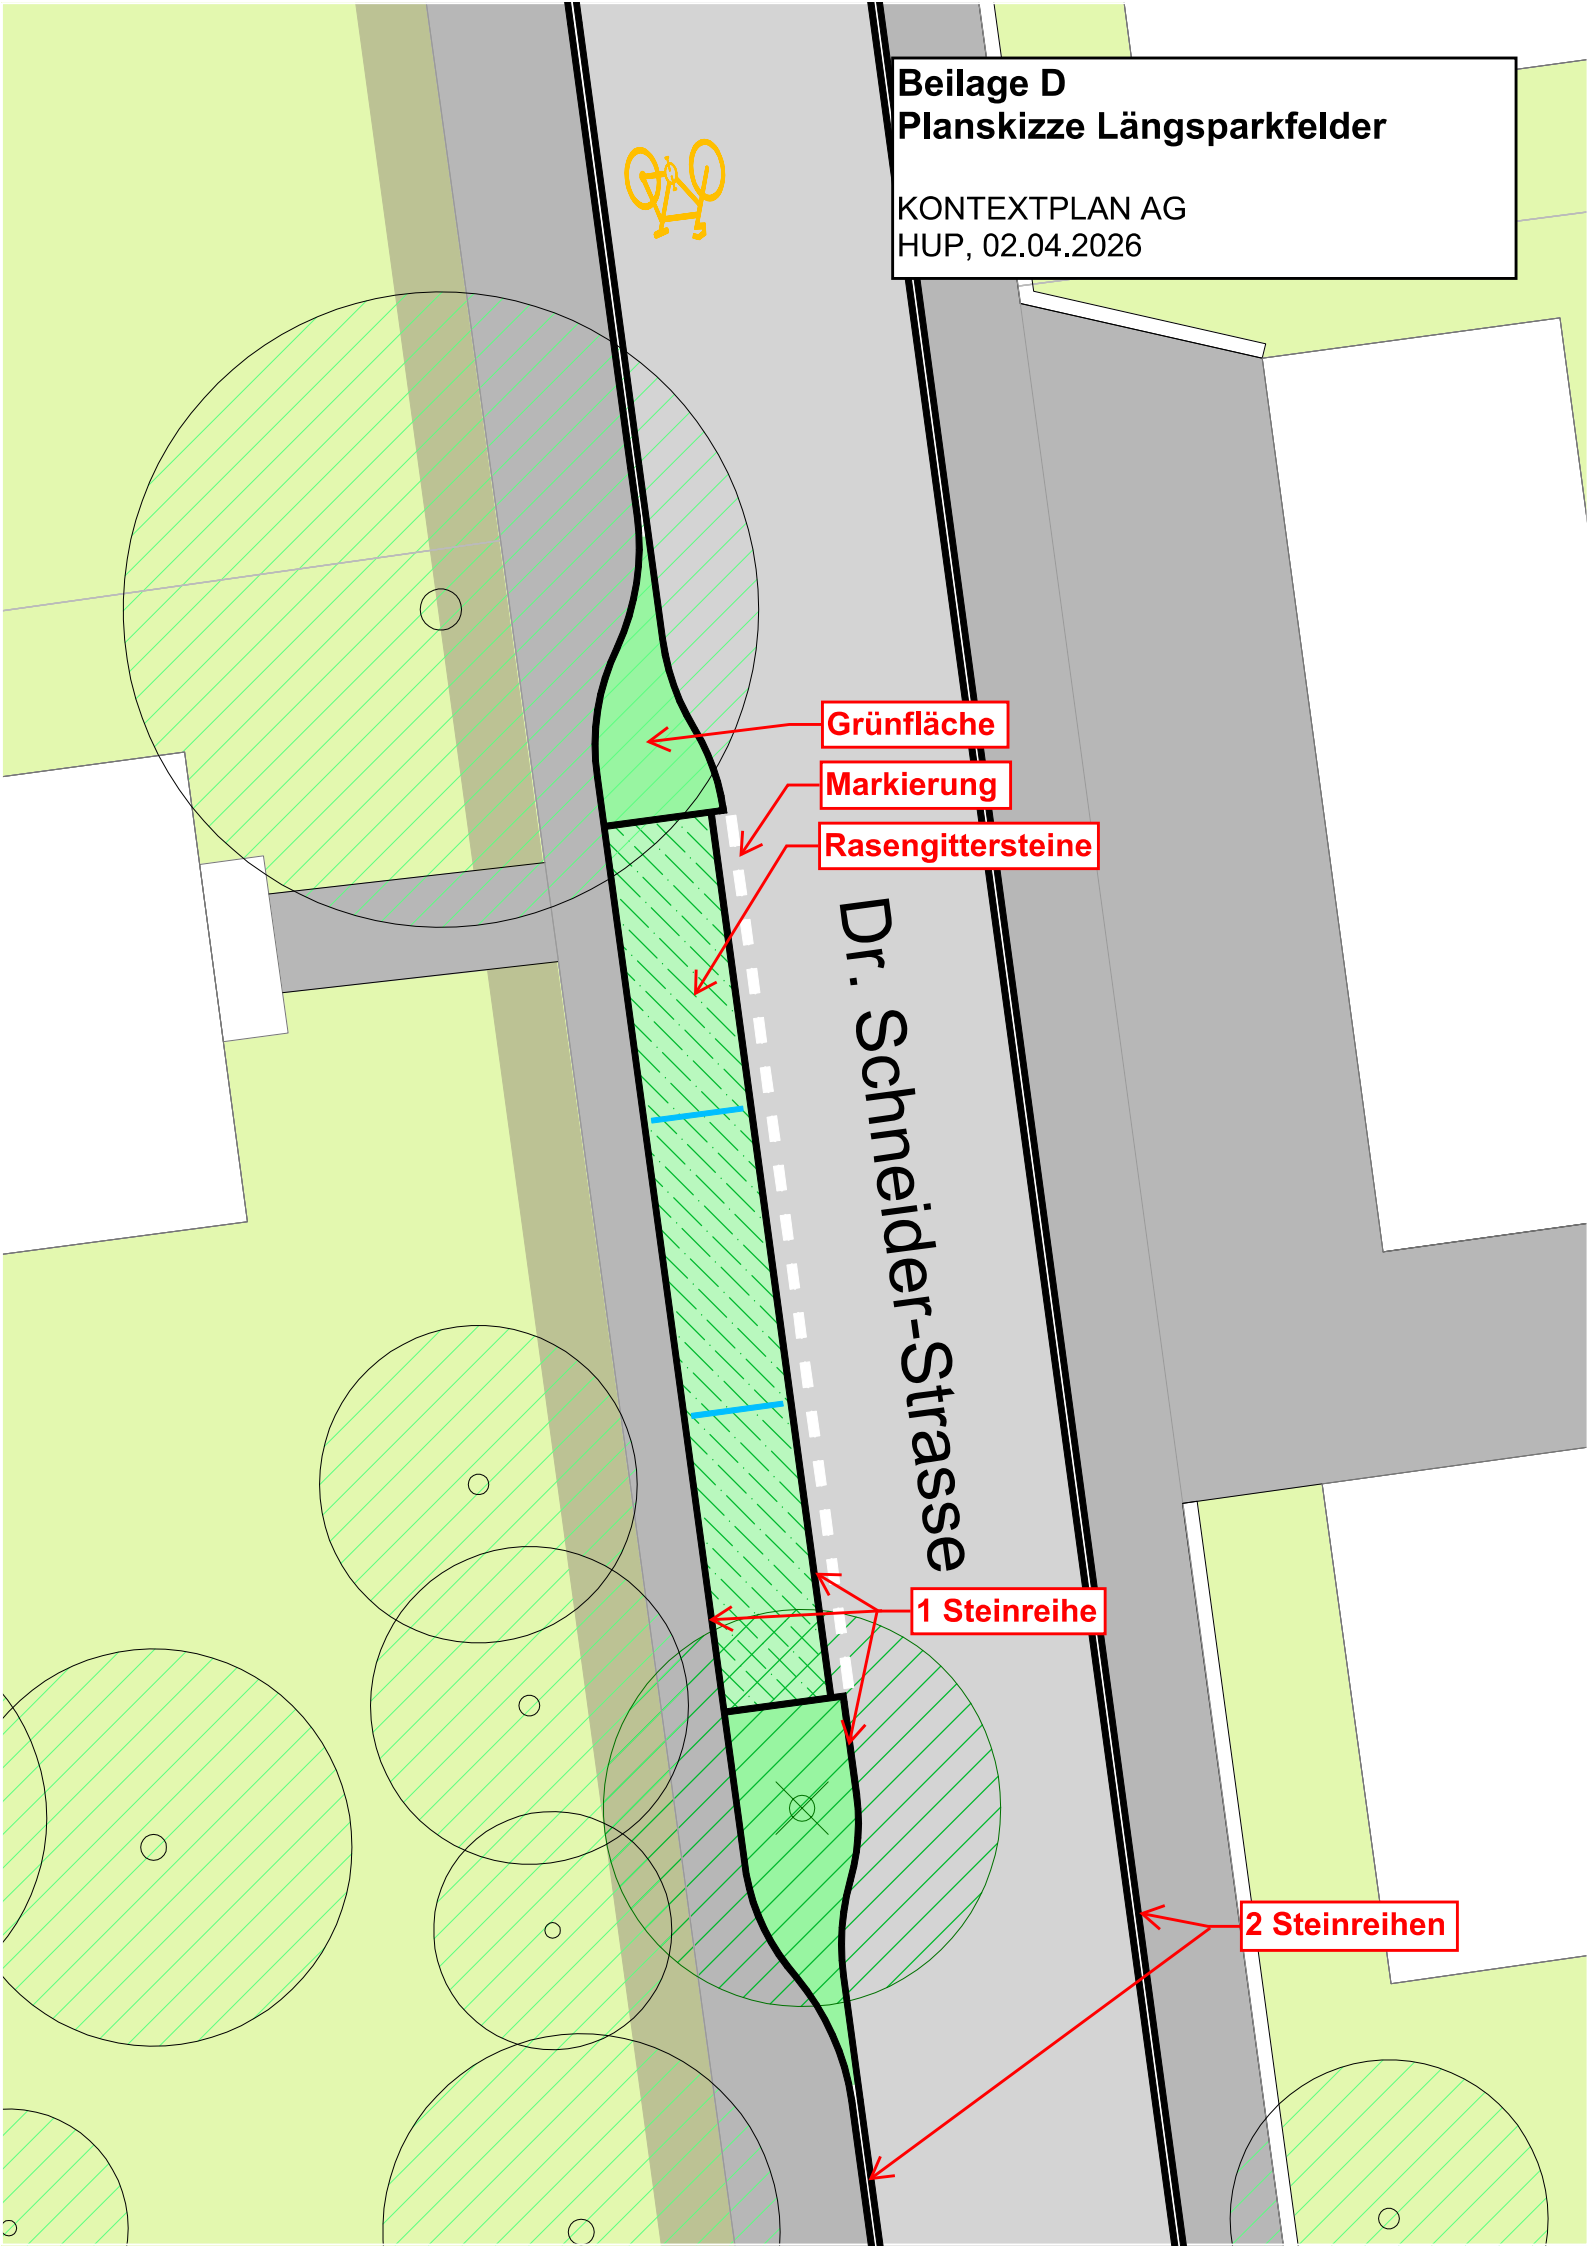 Beilage D
Planskizze Längsparkfelder
KONTEXTPLAN AG
HUP, 02.04.2026
Grünfläche
Markierung
Rasengittersteine
Dr. Schneider-Strasse
1 Steinreihe
2 Steinreihen